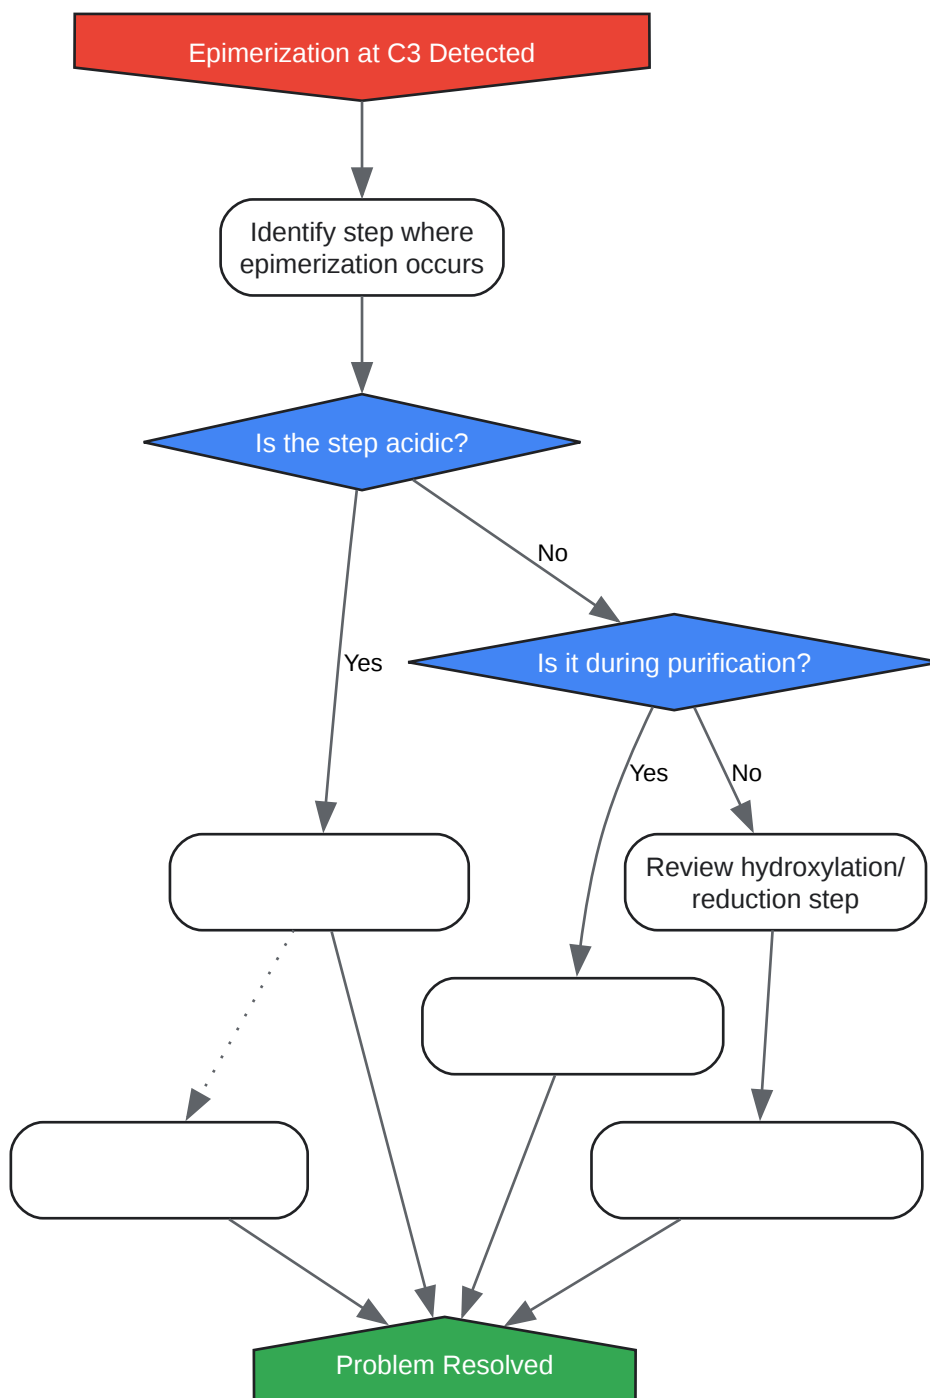 Epimerization at C3 Detected
Identify step where
epimerization occurs
Is the step acidic?
No
Yes
Is it during purification?
Yes
No
Review hydroxylation/
reduction step
Problem Resolved